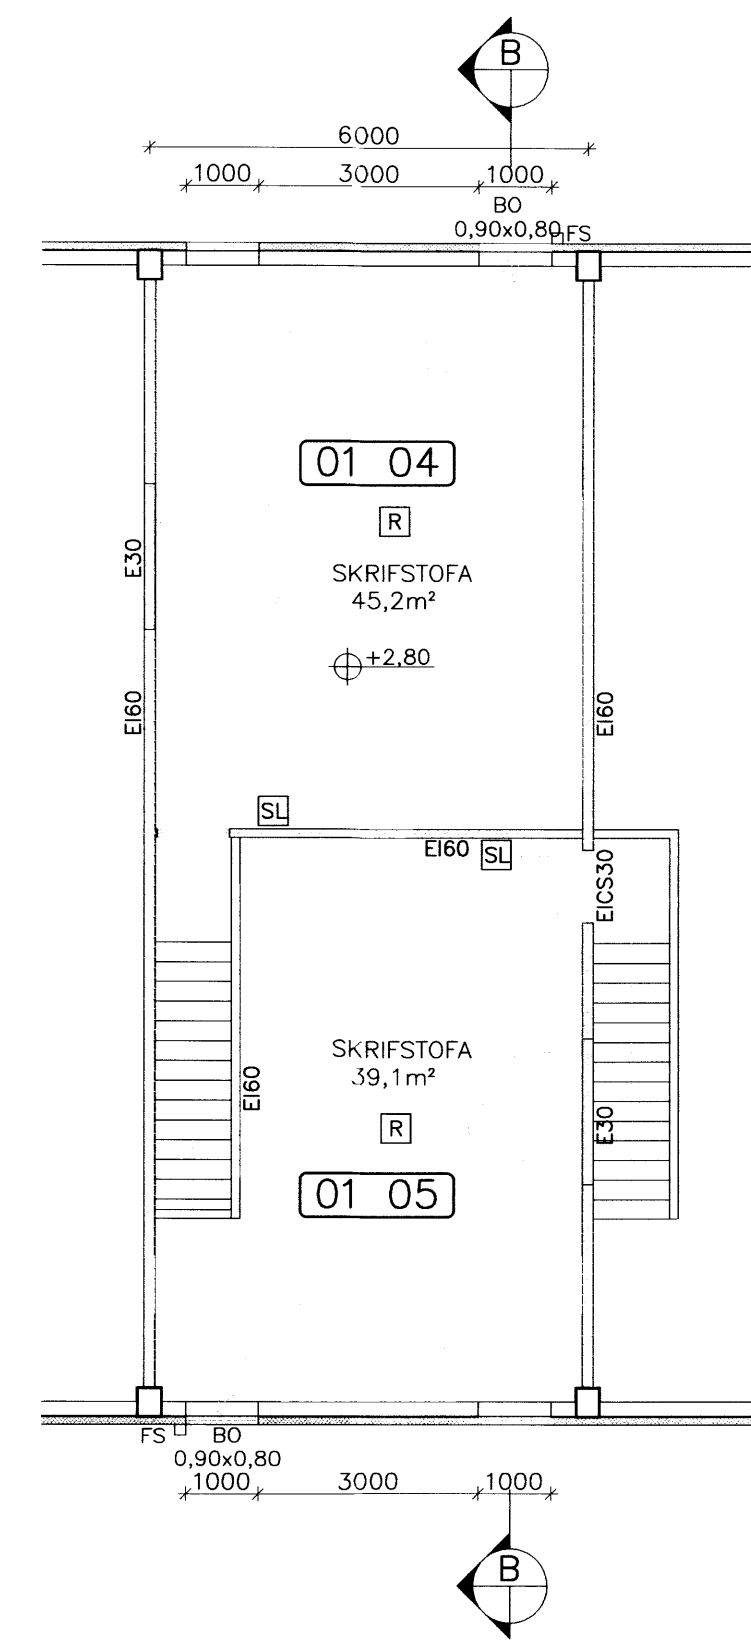 B
6000
1000 3000 1000
BO
0,90x0,80 FS
01 04
R
E30
SKRIFSTOFA
45,2m²
+2,80
EI60
EI60
SL
EI60 SL
EICS30
SKRIFSTOFA
39,1m²
EI60
R
E30
01 05
FS BO
0,90x0,80
1000 3000 1000
B